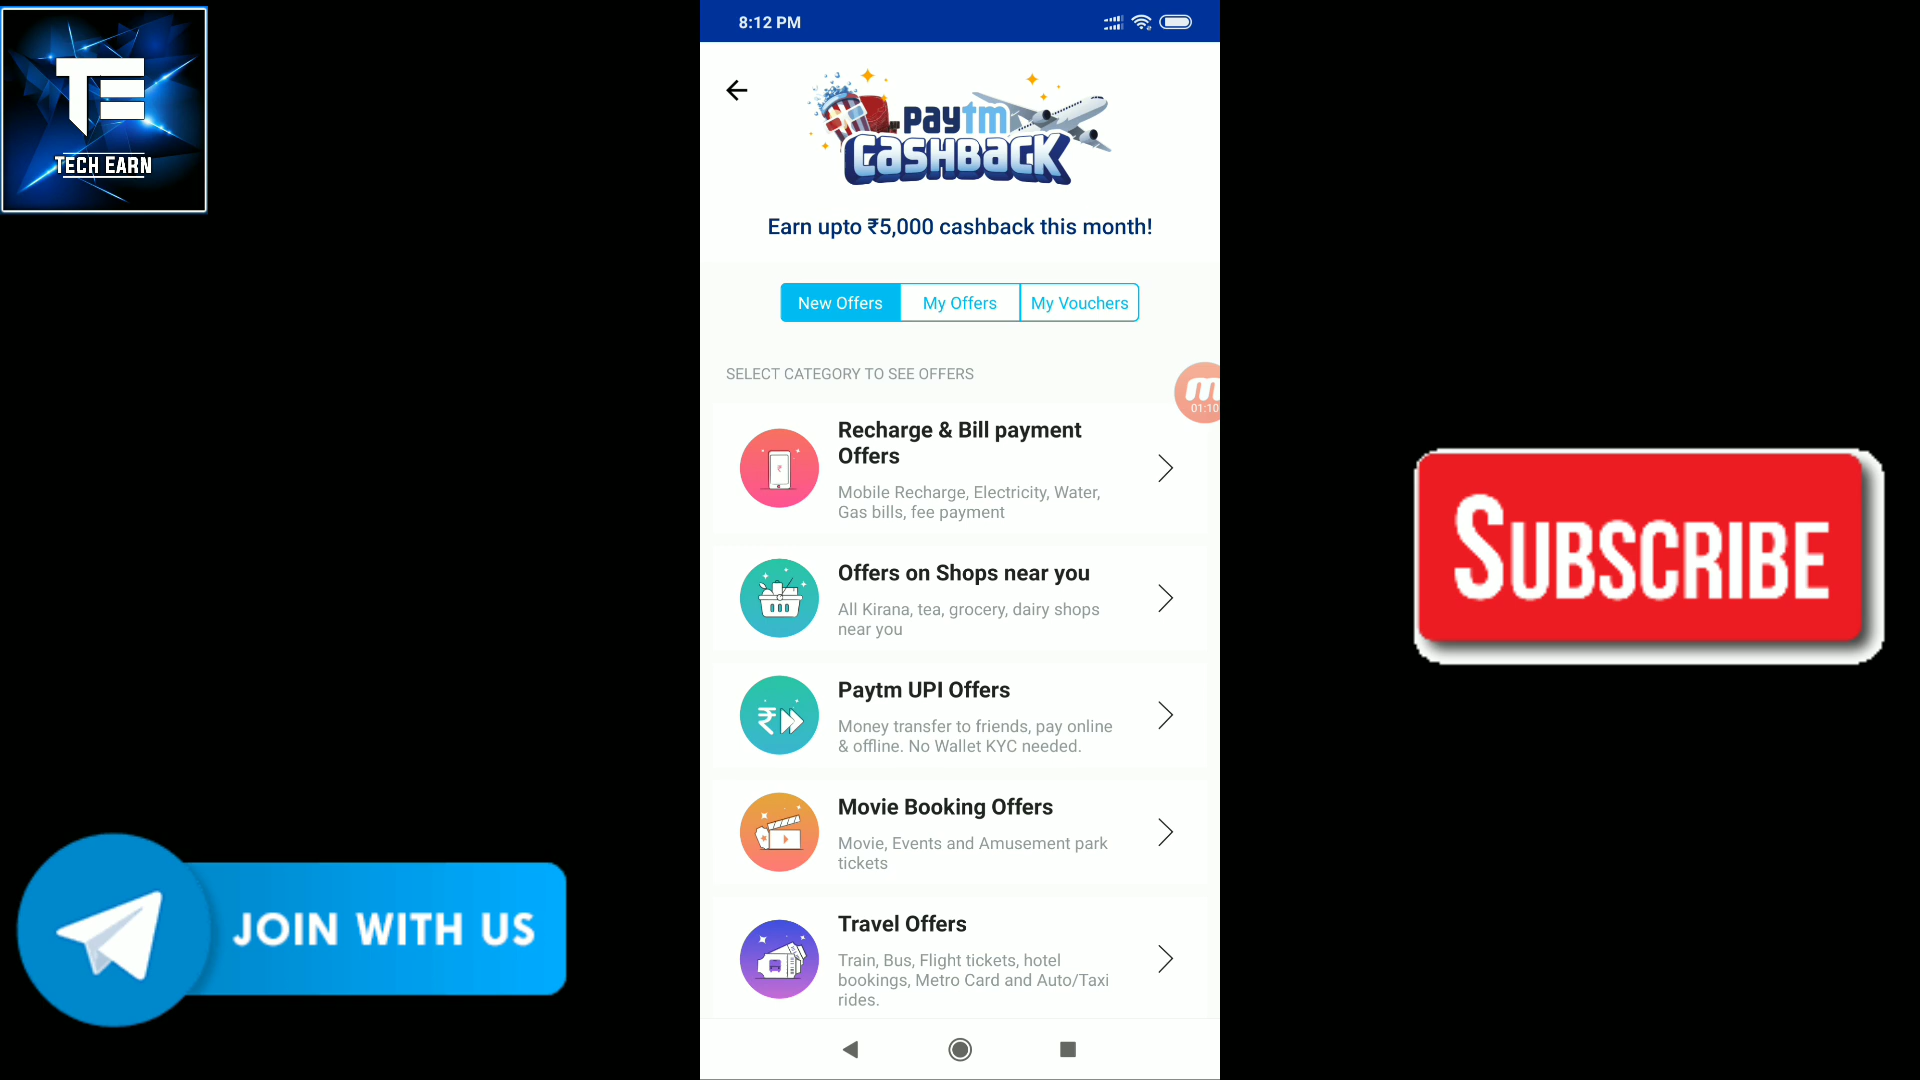 TE
TECH EARN
8:12 PM
paytm
CASHBACK
Earn upto ₹5,000 cashback this month!
New Offers
My Offers
My Vouchers
SELECT CATEGORY TO SEE OFFERS
01:10
Recharge & Bill payment
Offers
Mobile Recharge, Electricity, Water,
Gas bills, fee payment
Offers on Shops near you
All Kirana, tea, grocery, dairy shops
near you
Paytm UPI Offers
Money transfer to friends, pay online
& offline. No Wallet KYC needed.
Movie Booking Offers
Movie, Events and Amusement park
tickets
Travel Offers
Train, Bus, Flight tickets, hotel
bookings, Metro Card and Auto/Taxi
rides.
SUBSCRIBE
JOIN WITH US